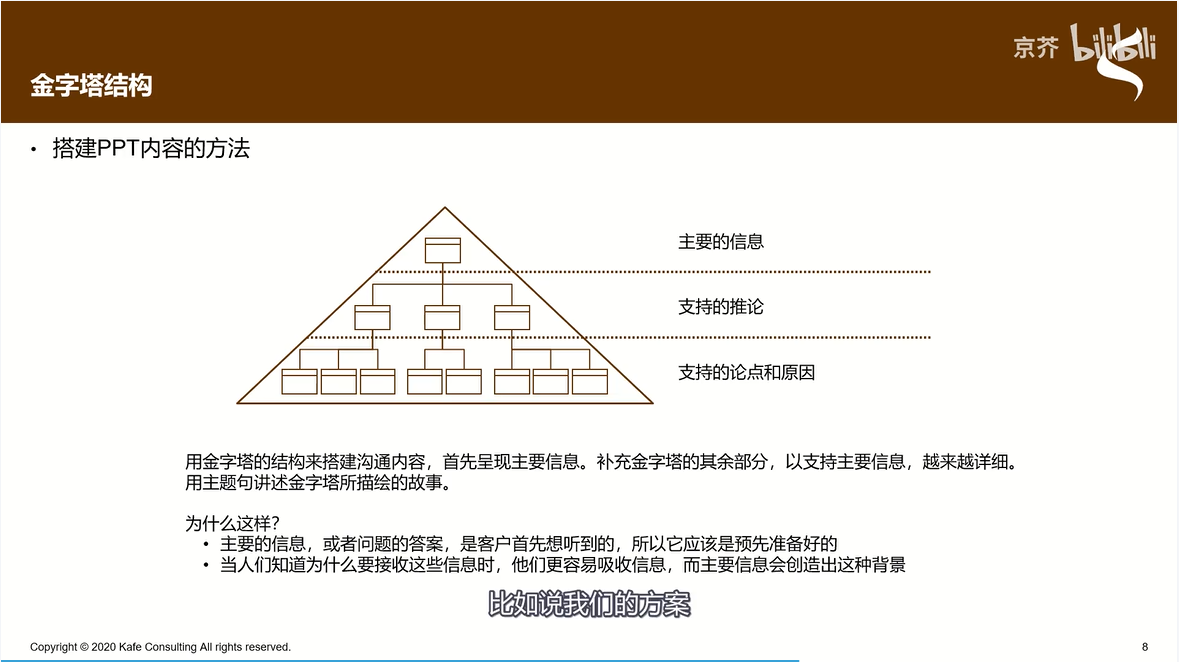 京芥 bilibili
金字塔结构
• 搭建PPT内容的方法
主要的信息
支持的推论
支持的论点和原因
用金字塔的结构来搭建沟通内容，首先呈现主要信息。补充金字塔的其余部分，以支持主要信息，越来越详细。
用主题句讲述金字塔所描绘的故事。
为什么这样？
• 主要的信息，或者问题的答案，是客户首先想听到的，所以它应该是预先准备好的
• 当人们知道为什么要接收这些信息时，他们更容易吸收信息，而主要信息会创造出这种背景
比如说我们的方案
Copyright © 2020 Kafe Consulting All rights reserved.
8